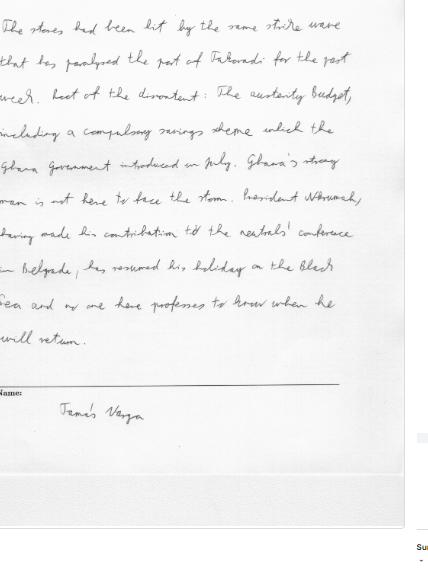 The stores had been hit by the same strike wave
that has paralysed the port of Takoradi for the past
week. Root of the discontent: The austerity Budget,
including a compulsory savings sheme which the
Ghana Government introduced in July. Ghana's strong
man is not here to face the storm. President Nkrumah,
having made his contribution to the neutrals' conference
in Belgrade, has resumed his holiday on the Black
Sea and no one here professes to know when he
will return.
Name:
Tamás Varga
Su